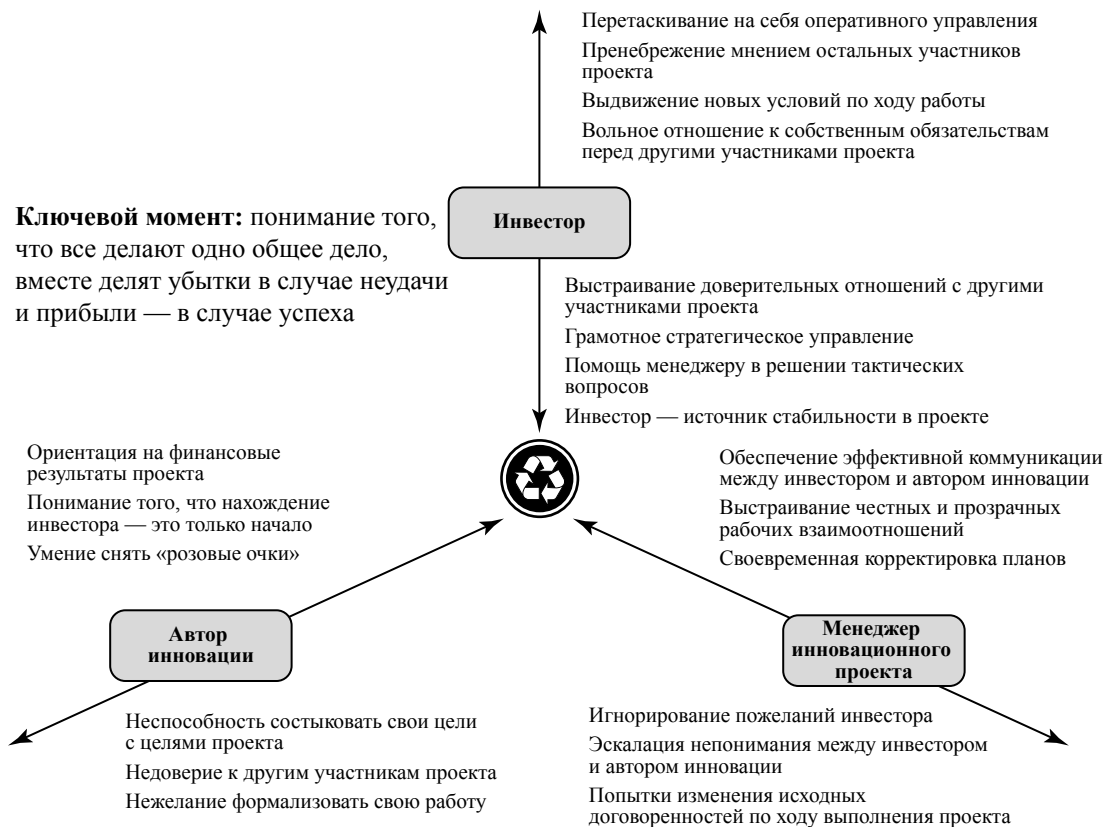 Перетаскивание на себя оперативного управления
Пренебрежение мнением остальных участников
проекта
Выдвижение новых условий по ходу работы
Вольное отношение к собственным обязательствам
перед другими участниками проекта
Ключевой момент: понимание того,
что все делают одно общее дело,
вместе делят убытки в случае неудачи
и прибыли — в случае успеха
Инвестор
Выстраивание доверительных отношений с другими
участниками проекта
Грамотное стратегическое управление
Помощь менеджеру в решении тактических
вопросов
Инвестор — источник стабильности в проекте
Ориентация на финансовые
результаты проекта
Понимание того, что нахождение
инвестора — это только начало
Умение снять «розовые очки»
Обеспечение эффективной коммуникации
между инвестором и автором инновации
Выстраивание честных и прозрачных
рабочих взаимоотношений
Своевременная корректировка планов
Автор
инновации
Менеджер
инновационного
проекта
Неспособность состыковать свои цели
с целями проекта
Недоверие к другим участникам проекта
Нежелание формализовать свою работу
Игнорирование пожеланий инвестора
Эскалация непонимания между инвестором
и автором инновации
Попытки изменения исходных
договоренностей по ходу выполнения проекта